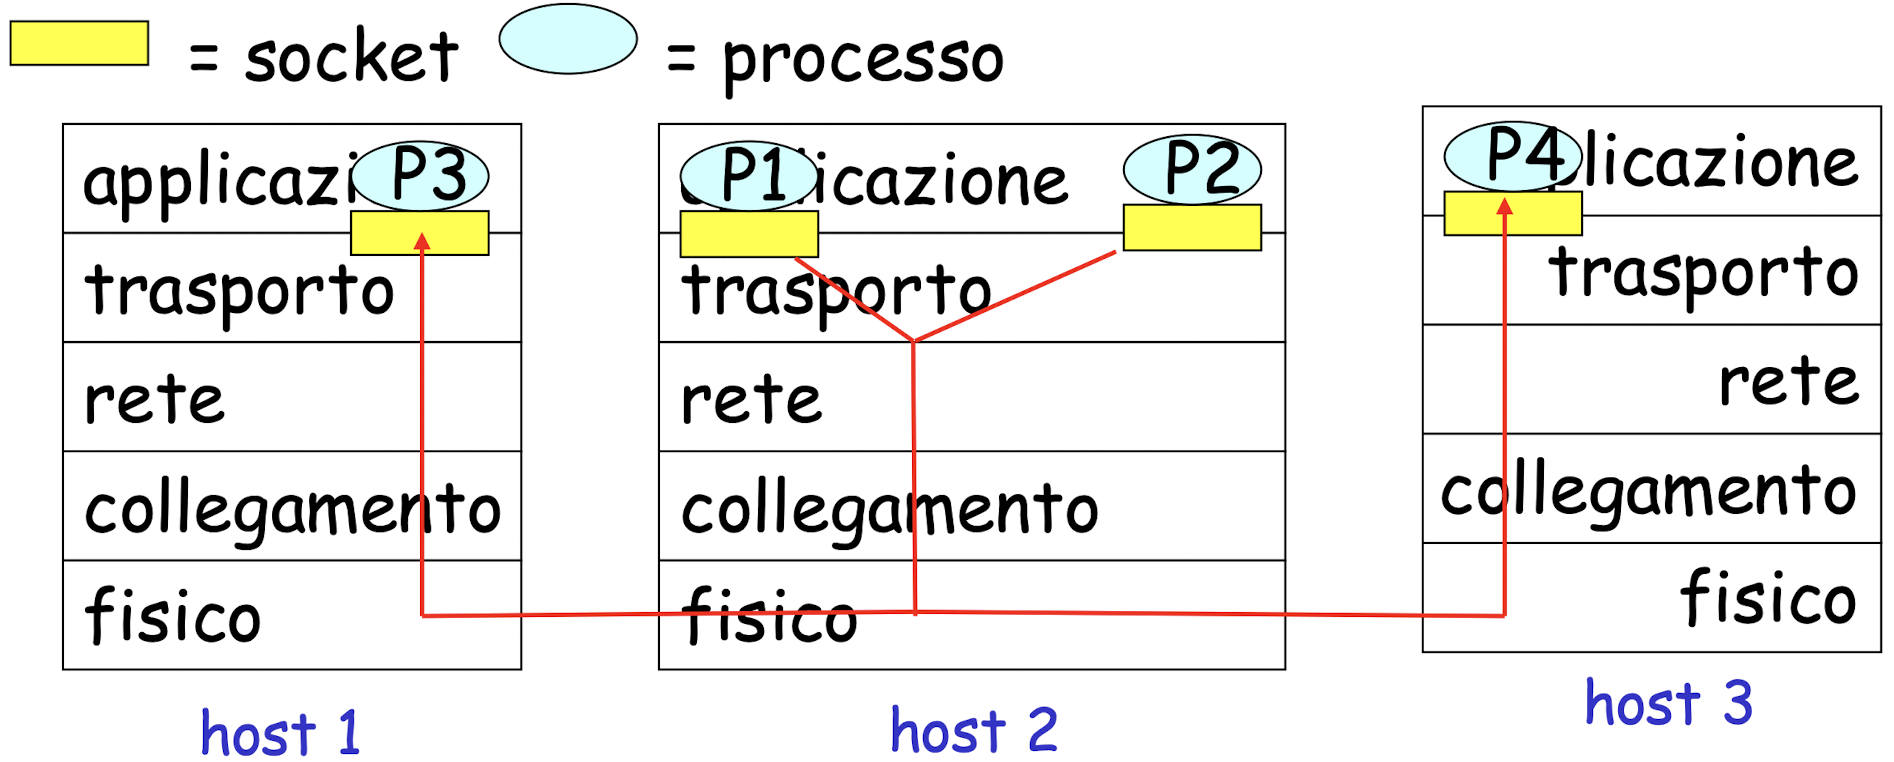 = socket = processo
applicazi P3
trasporto
rete
collegamento
fisico
host 1
P1 licazione P2
trasporto
rete
collegamento
fisico
host 2
P4 plicazione
trasporto
rete
collegamento
fisico
host 3